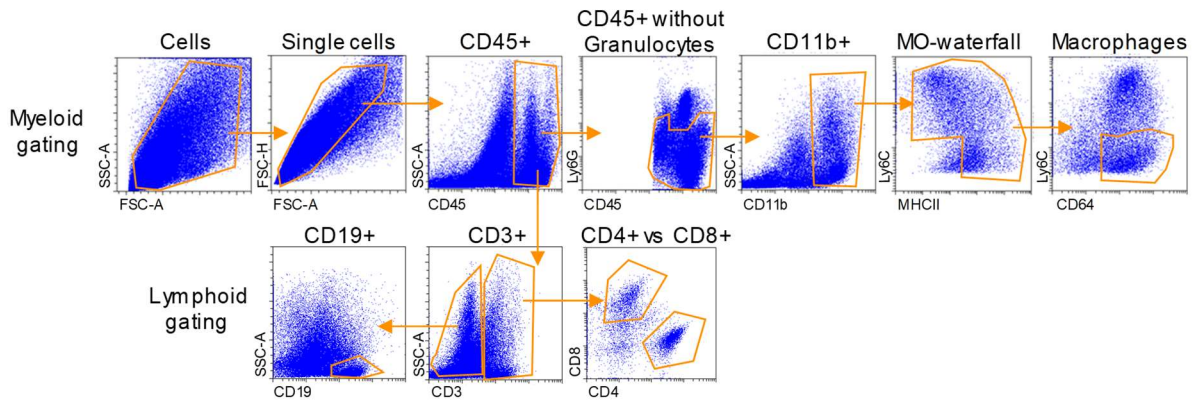 Cells
Single cells
CD45+
CD45+ without
Granulocytes
CD11b+
MO-waterfall
Macrophages
Myeloid
gating
SSC-A
FSC-A
FSC-H
FSC-A
SSC-A
CD45
Ly6G
CD45
SSC-A
CD11b
Ly6C
MHCII
Ly6C
CD64
CD19+
CD3+
CD4+ vs CD8+
Lymphoid
gating
SSC-A
CD19
SSC-A
CD3
CD8
CD4